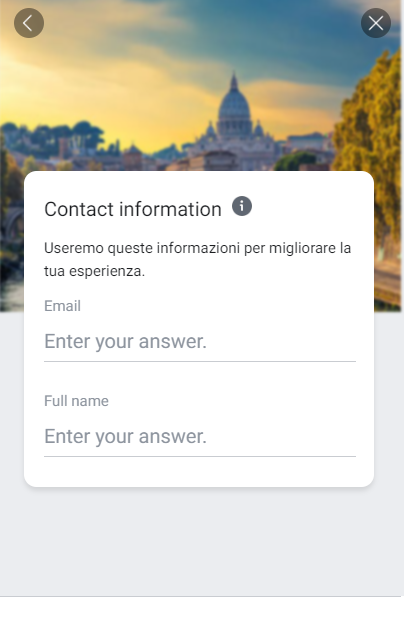 Contact information
Useremo queste informazioni per migliorare la
tua esperienza.
Email
Enter your answer.
Full name
Enter your answer.